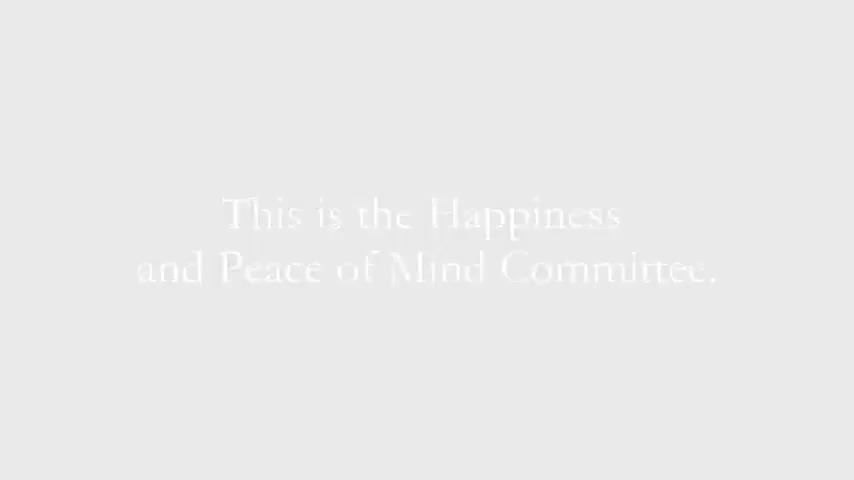 This is the Happiness
and Peace of Mind Committee.